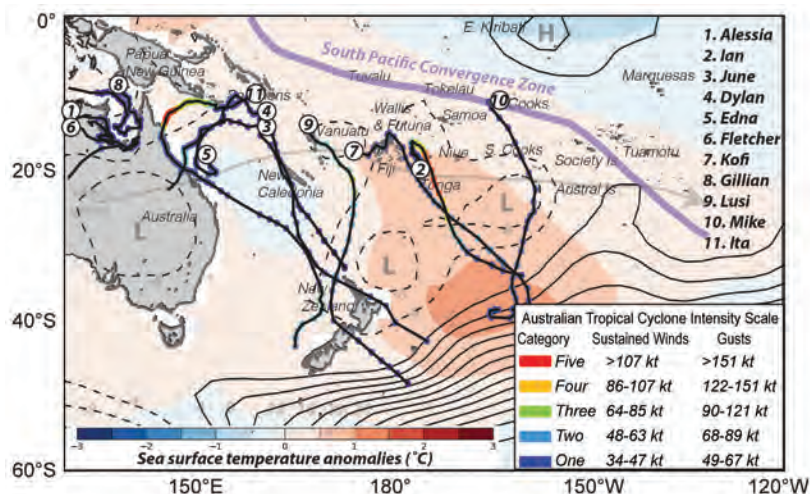 0°
20°S
40°S
60°S
150°E
180°
150°W
120°W
E. Kiribati
H
South Pacific Convergence Zone
Papua
New Guinea
Tuvalu
Tokelau
Marquesas
Wallis
& Futuna
Samoa
Cooks
Vanuatu
Fiji
Niue
S. Cooks
Society Is
Tuamotu
Tonga
Austral Is
New
Caledonia
Australia
L
L
L
New
Zealand
8
1
6
11
4
3
5
9
7
2
10
1. Alessia
2. Ian
3. June
4. Dylan
5. Edna
6. Fletcher
7. Kofi
8. Gillian
9. Lusi
10. Mike
11. Ita
Australian Tropical Cyclone Intensity Scale
Category Sustained Winds Gusts
Five >107 kt >151 kt
Four 86-107 kt 122-151 kt
Three 64-85 kt 90-121 kt
Two 48-63 kt 68-89 kt
One 34-47 kt 49-67 kt
−3 −2 −1 0 1 2 3
Sea surface temperature anomalies (˚C)